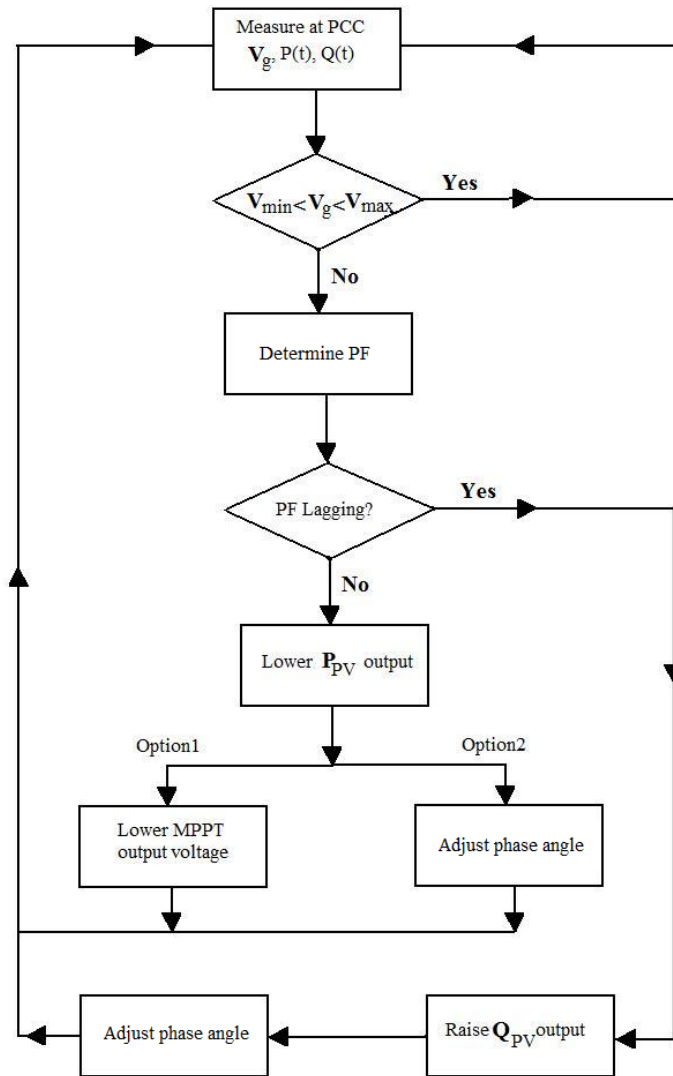 Measure at PCC
Vg, P(t), Q(t)
Vmin<Vg<Vmax
Yes
No
Determine PF
PF Lagging?
Yes
No
Lower PPV output
Option1
Option2
Lower MPPT
output voltage
Adjust phase angle
Adjust phase angle
Raise QPV output